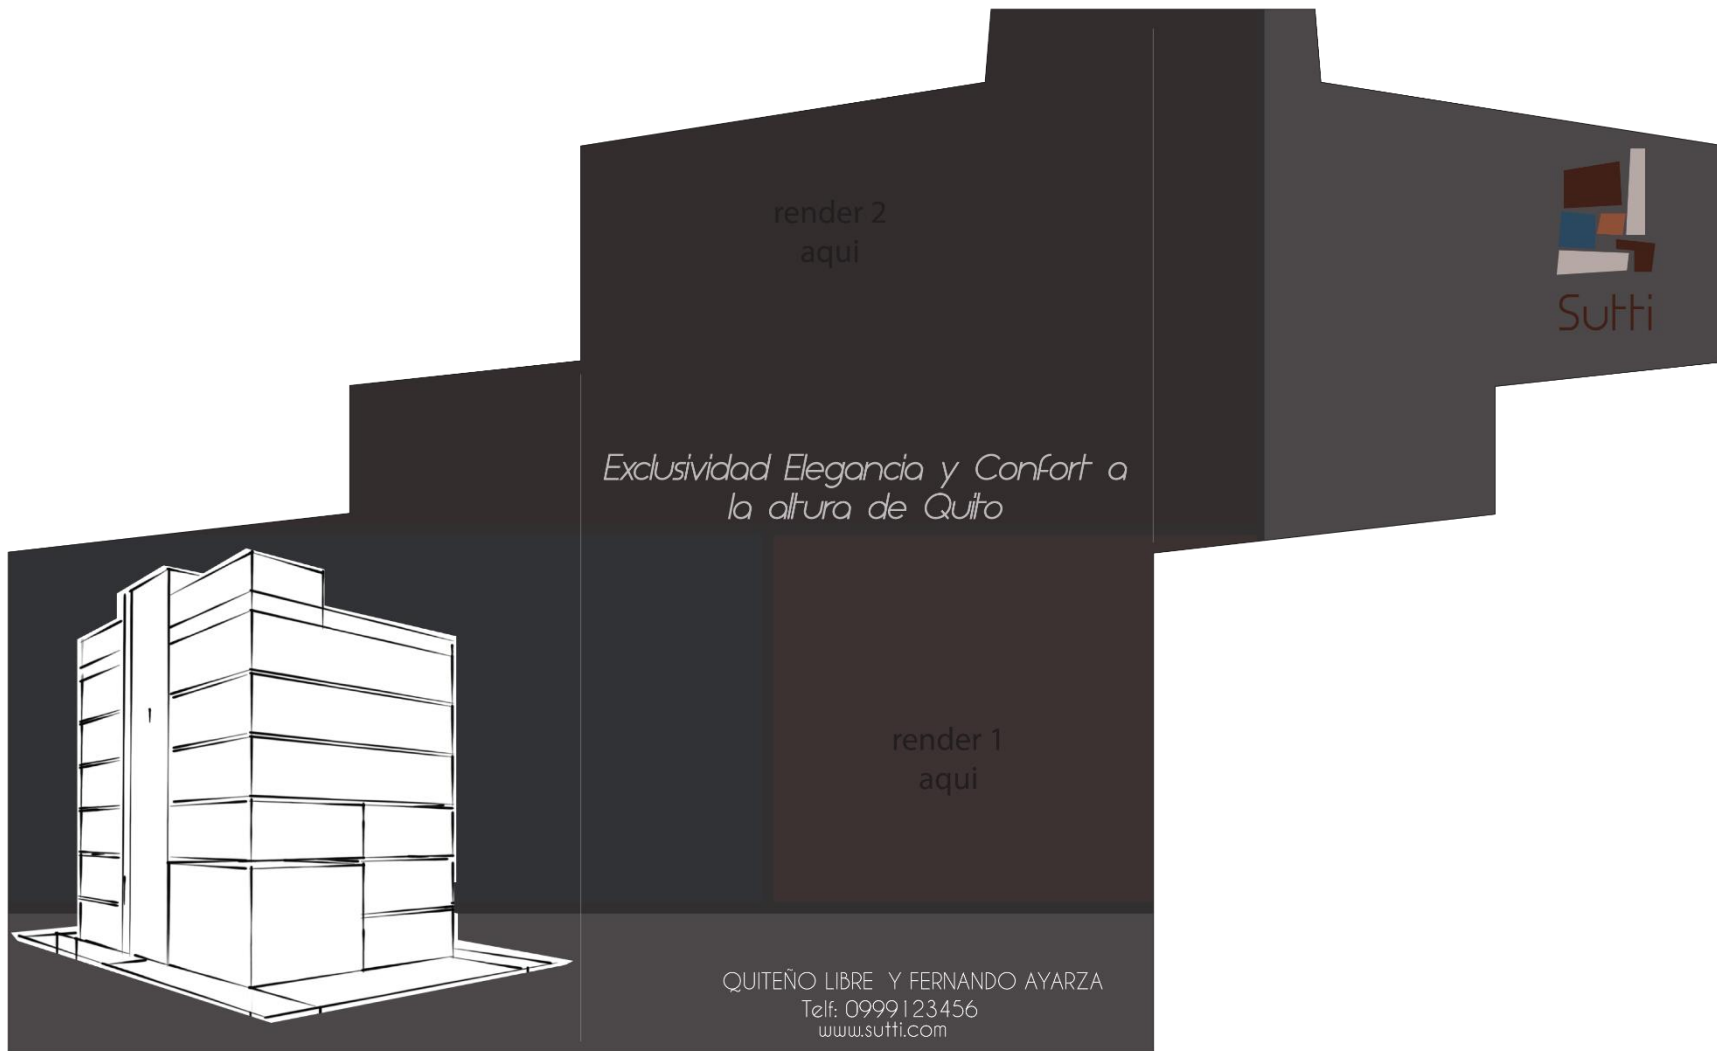 render 2
aqui
Sutti
Exclusividad Elegancia y Confort a
la altura de Quito
render 1
aqui
QUITEÑO LIBRE Y FERNANDO AYARZA
Telf: 0999123456
www.sutti.com